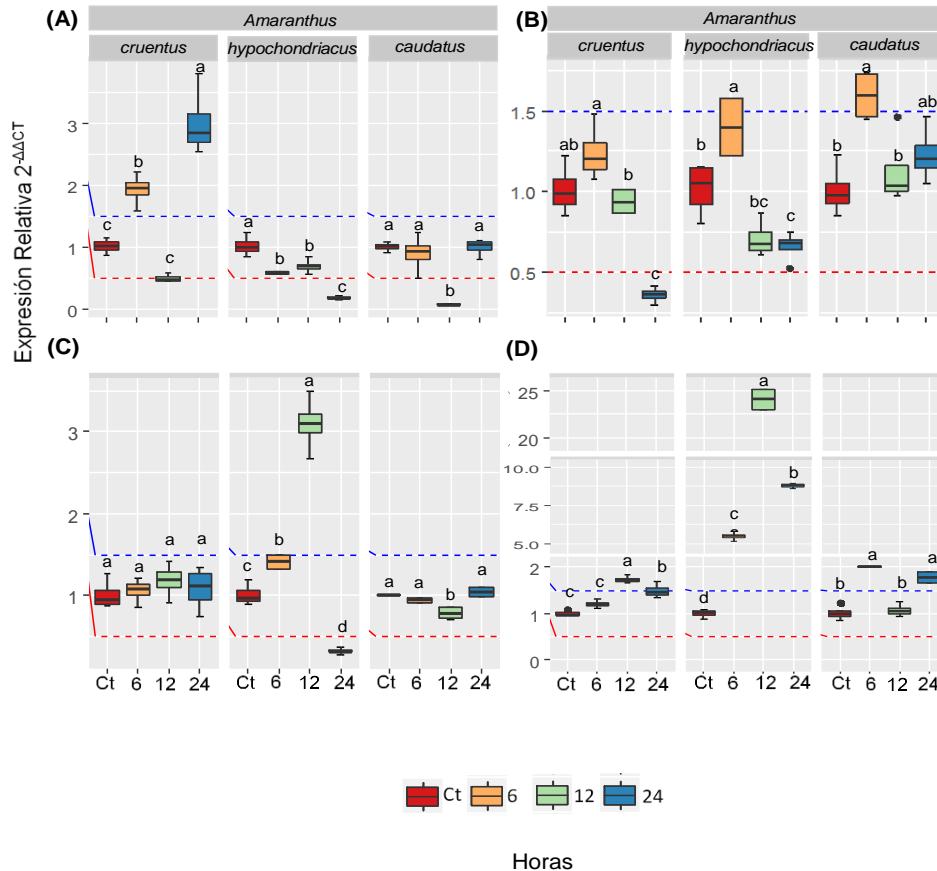 (A)
Amaranthus
cruentus hypochondriacus caudatus
Expresión Relativa 2-ΔΔCT
3
2
1
0
c b c a
a b b c
a a b a
(B)
Amaranthus
cruentus hypochondriacus caudatus
1.5
1.0
0.5
ab a b c
b a bc c
b a b ab
(C)
3
2
1
a a a a
c b a d
a a b a
Ct 6 12 24 Ct 6 12 24 Ct 6 12 24
(D)
25
20
10.0
5.0
2
1
0
c c a b
d c a b
b a b a
Ct 6 12 24 Ct 6 12 24 Ct 6 12 24
Ct 6 12 24
Horas